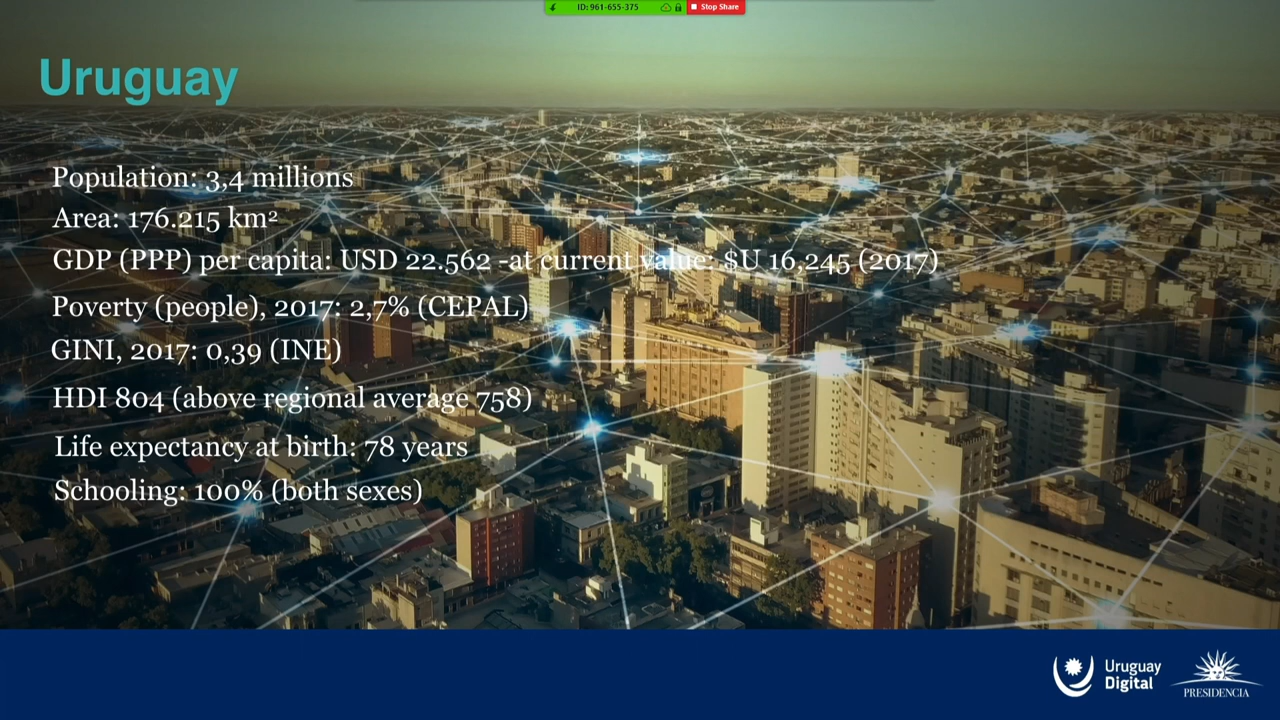 ID: 961-655-375
Stop Share
Uruguay
Population: 3,4 millions
Area: 176.215 km²
GDP (PPP) per capita: USD 22.562 -at current value: $U 16,245 (2017)
Poverty (people), 2017: 2,7% (CEPAL)
GINI, 2017: 0,39 (INE)
HDI 804 (above regional average 758)
Life expectancy at birth: 78 years
Schooling: 100% (both sexes)
Uruguay
Digital
PRESIDENCIA